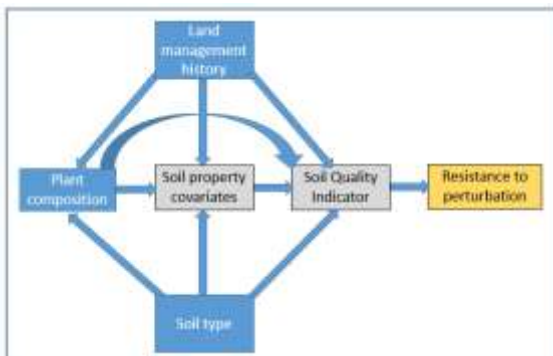 Land
management
history
Plant
composition
Soil property
covariates
Soil Quality
Indicator
Resistance to
perturbation
Soil type